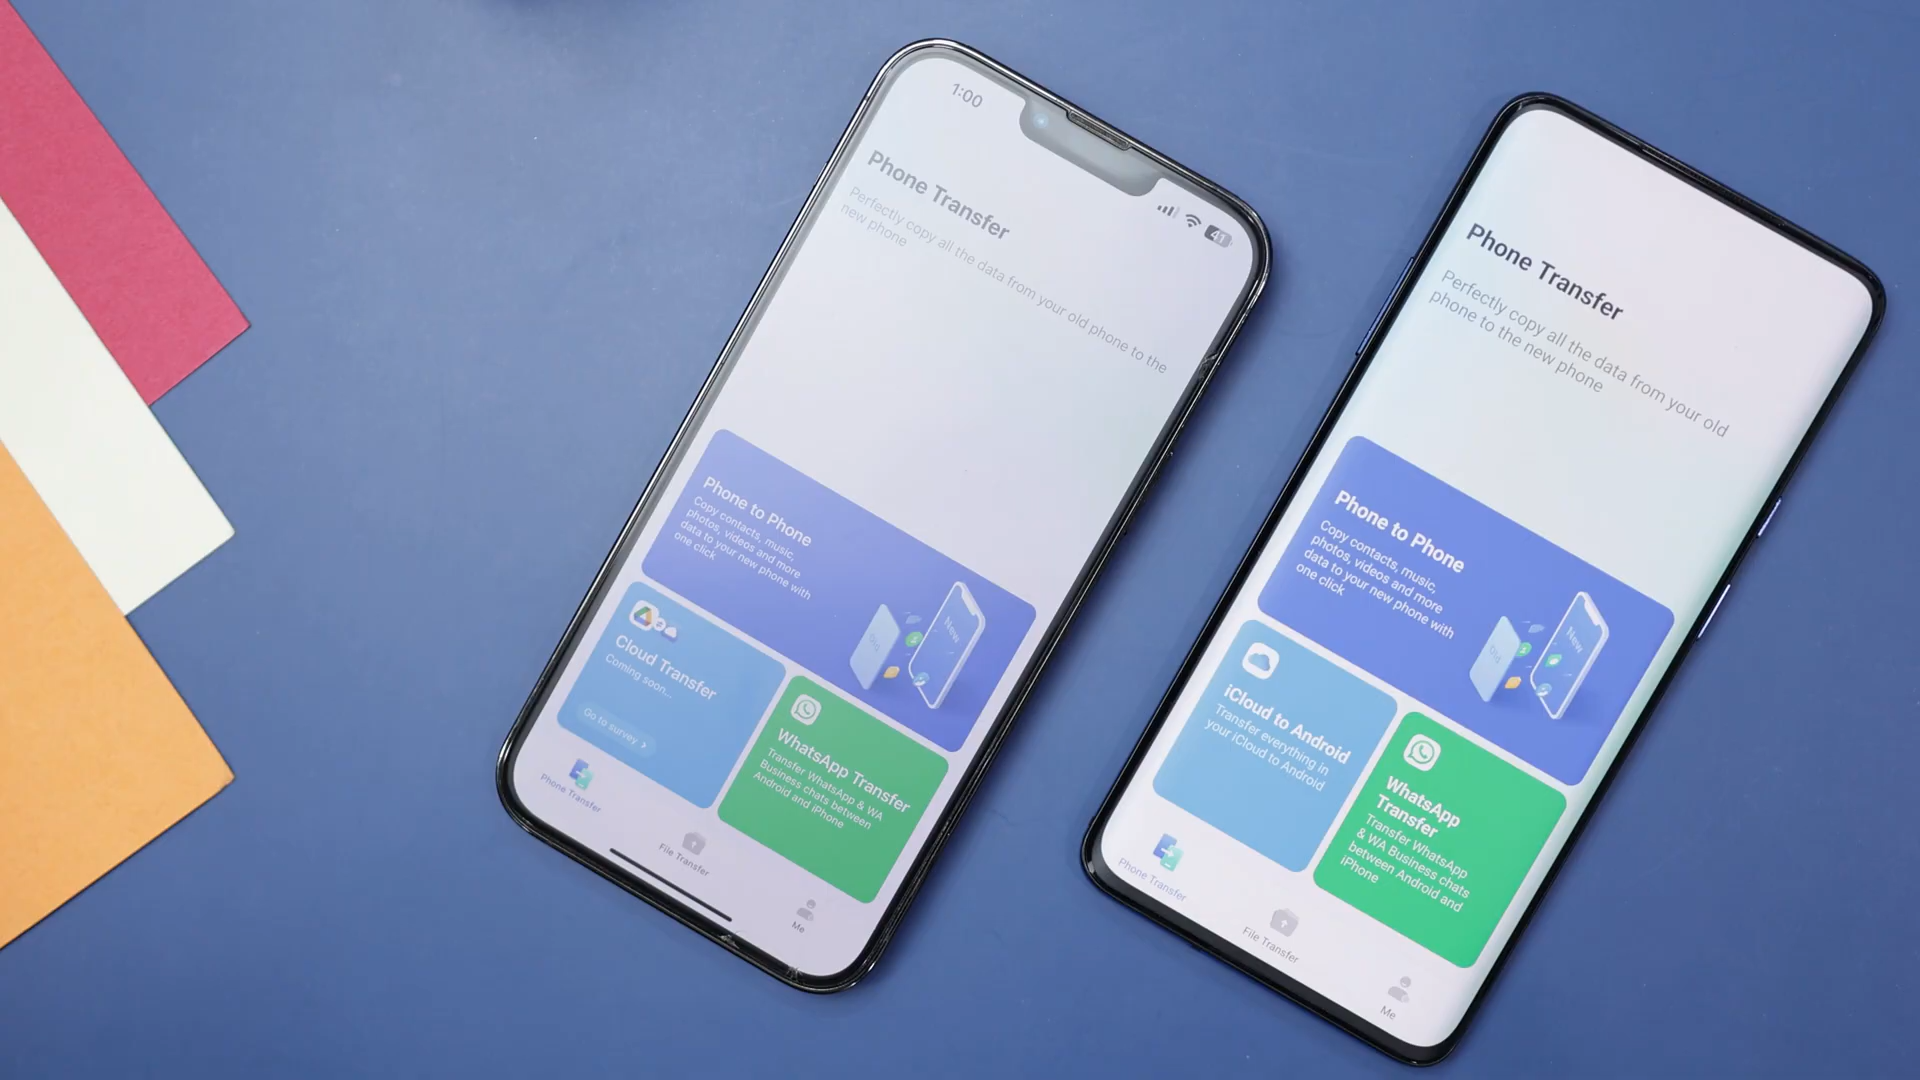 1:00
41
Phone Transfer
Perfectly copy all the data from your old phone to the
new phone
Phone to Phone
Copy contacts, music,
photos, videos and more
data to your new phone with
one click
Old
New
Cloud Transfer
Coming soon...
Go to survey >
WhatsApp Transfer
Transfer WhatsApp & WA
Business chats between
Android and iPhone
Phone Transfer
File Transfer
Me
Phone Transfer
Perfectly copy all the data from your old
phone to the new phone
Phone to Phone
Copy contacts, music,
photos, videos and more
data to your new phone with
one click
Old
New
iCloud to Android
Transfer everything in
your iCloud to Android
WhatsApp
Transfer
Transfer WhatsApp
& WA Business chats
between Android and
iPhone
Phone Transfer
File Transfer
Me